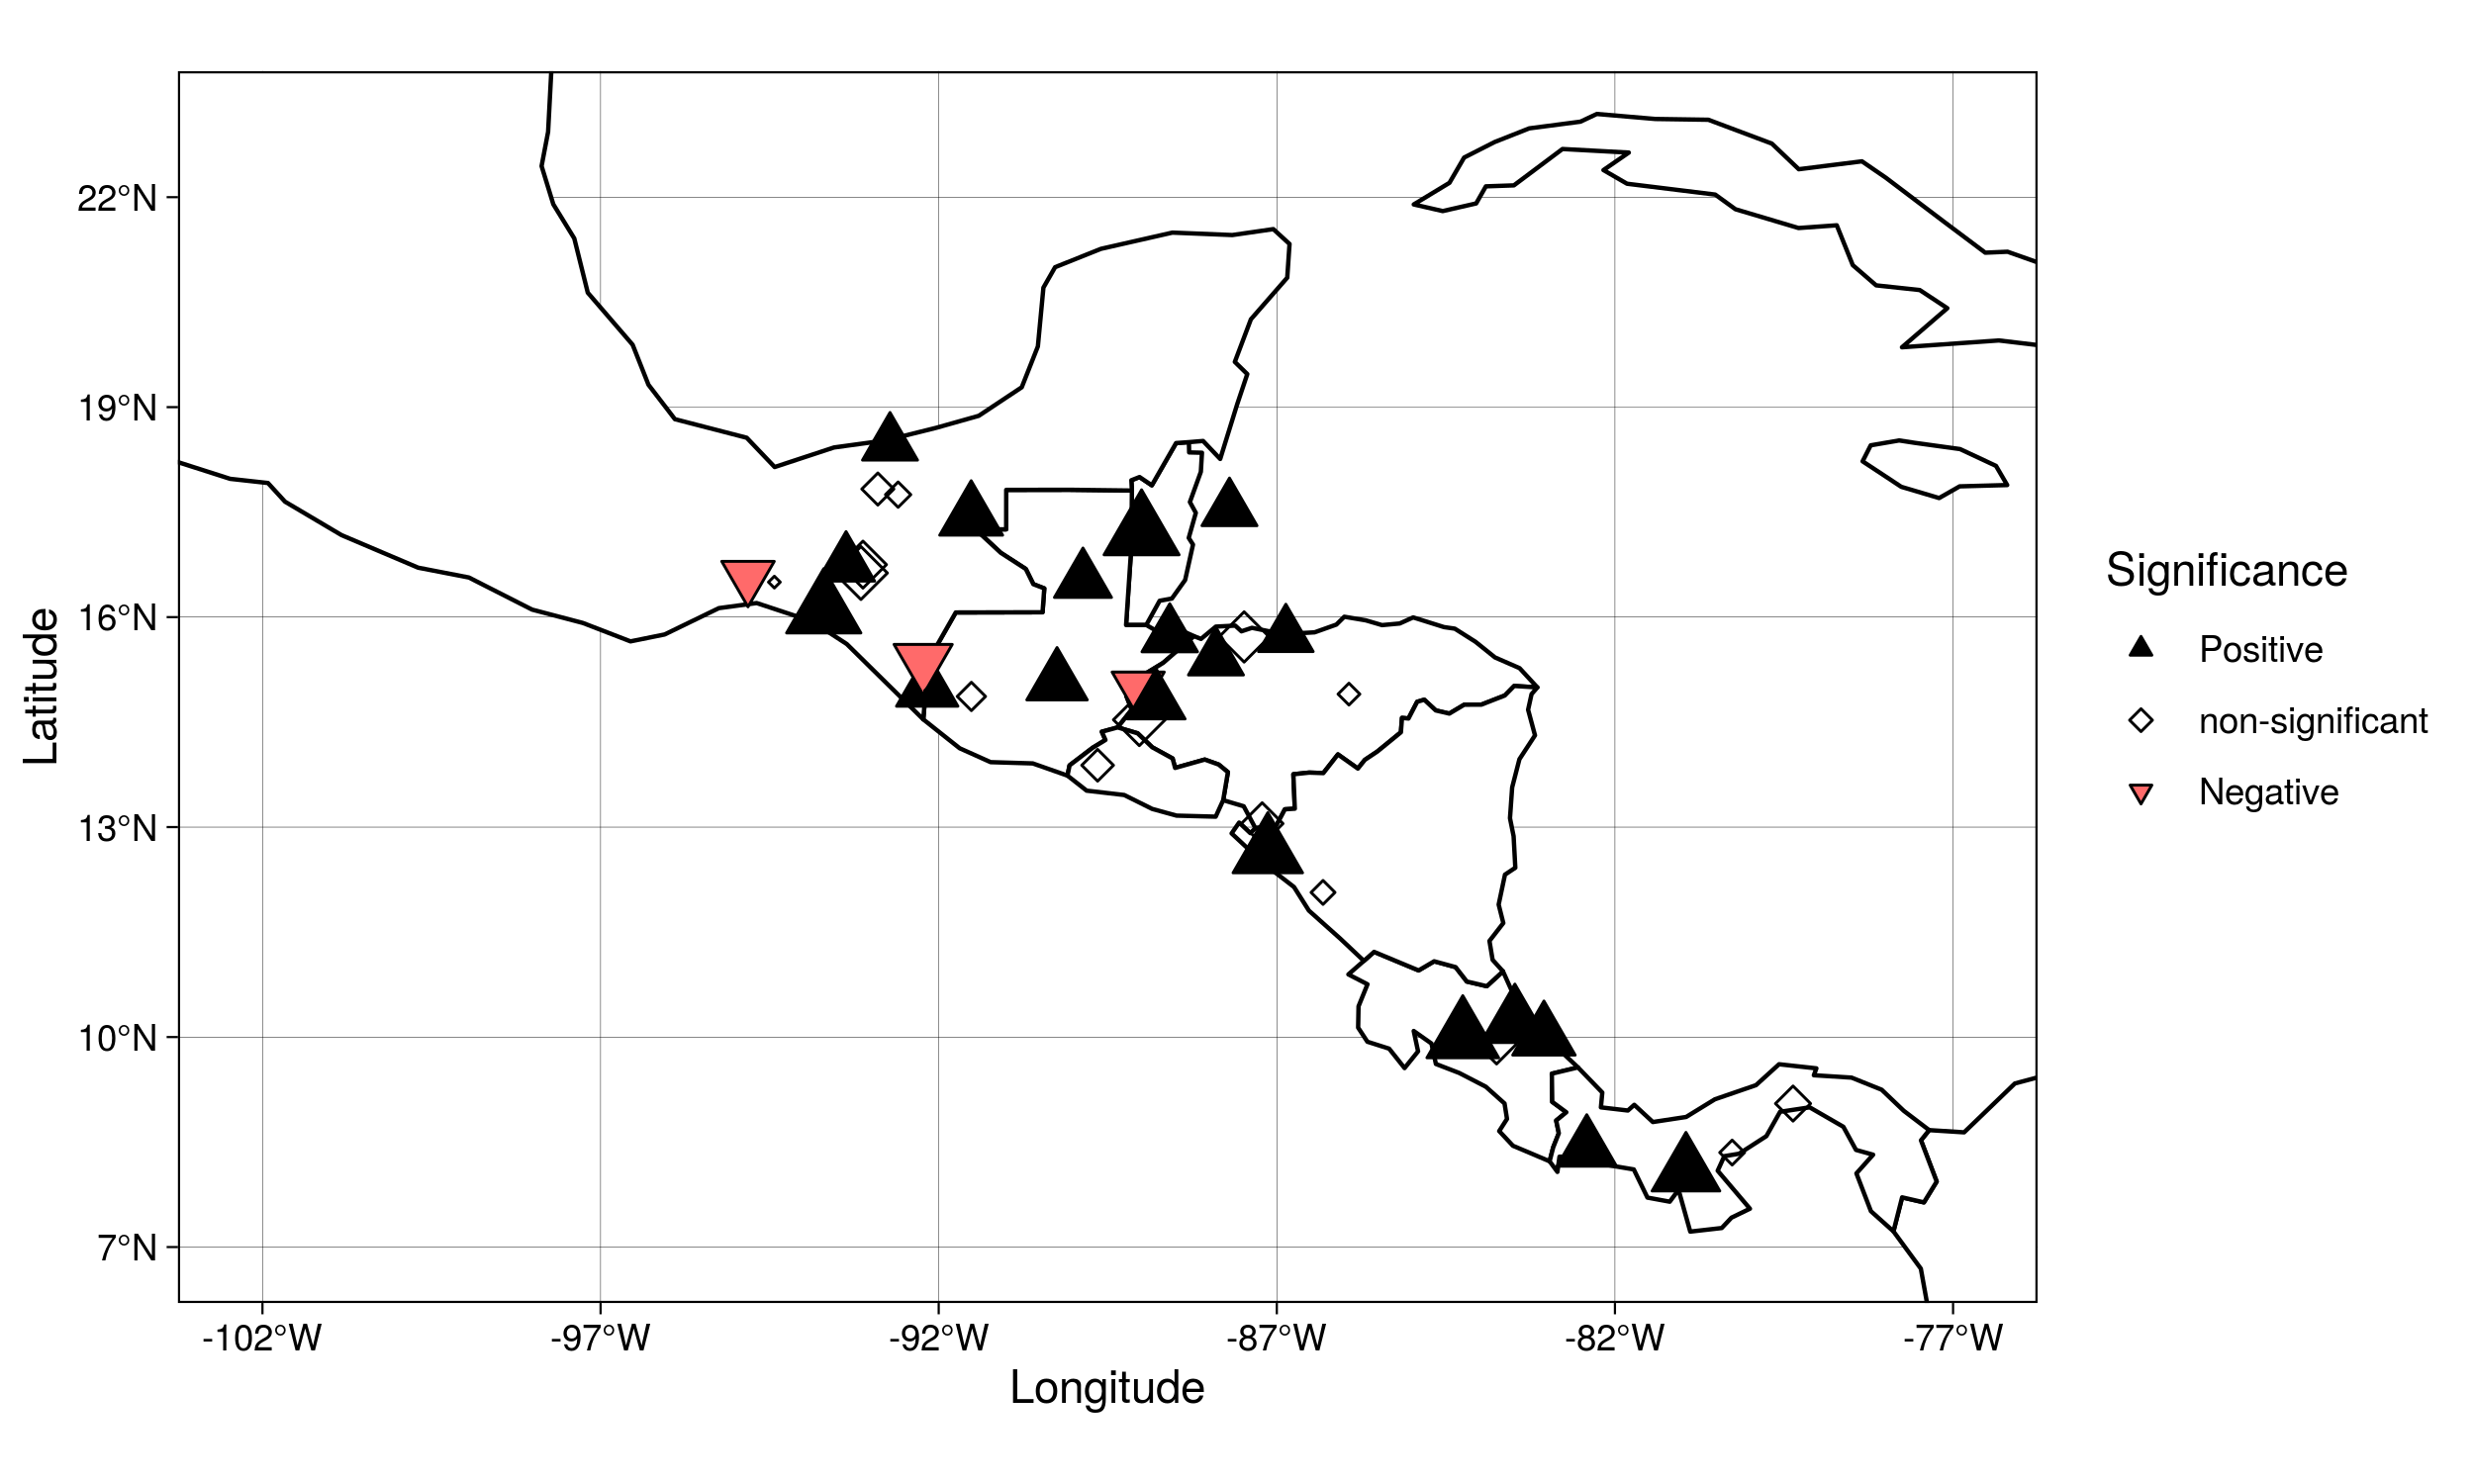 22°N
19°N
16°N
13°N
10°N
7°N
Latitude
-102°W
-97°W
-92°W
-87°W
-82°W
-77°W
Longitude
Significance
Positive
non-significant
Negative